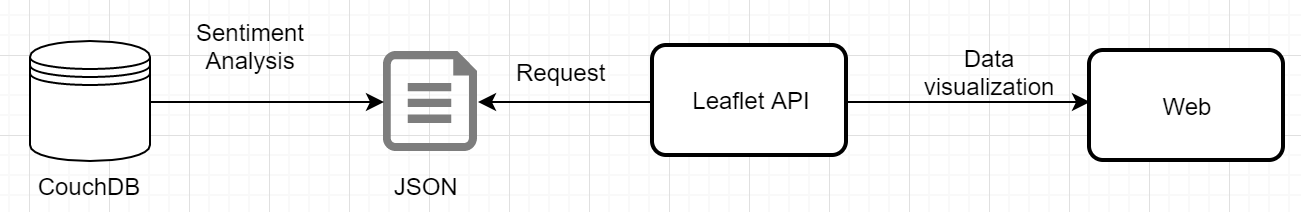 Sentiment
Analysis
CouchDB
JSON
Request
Leaflet API
Data
visualization
Web